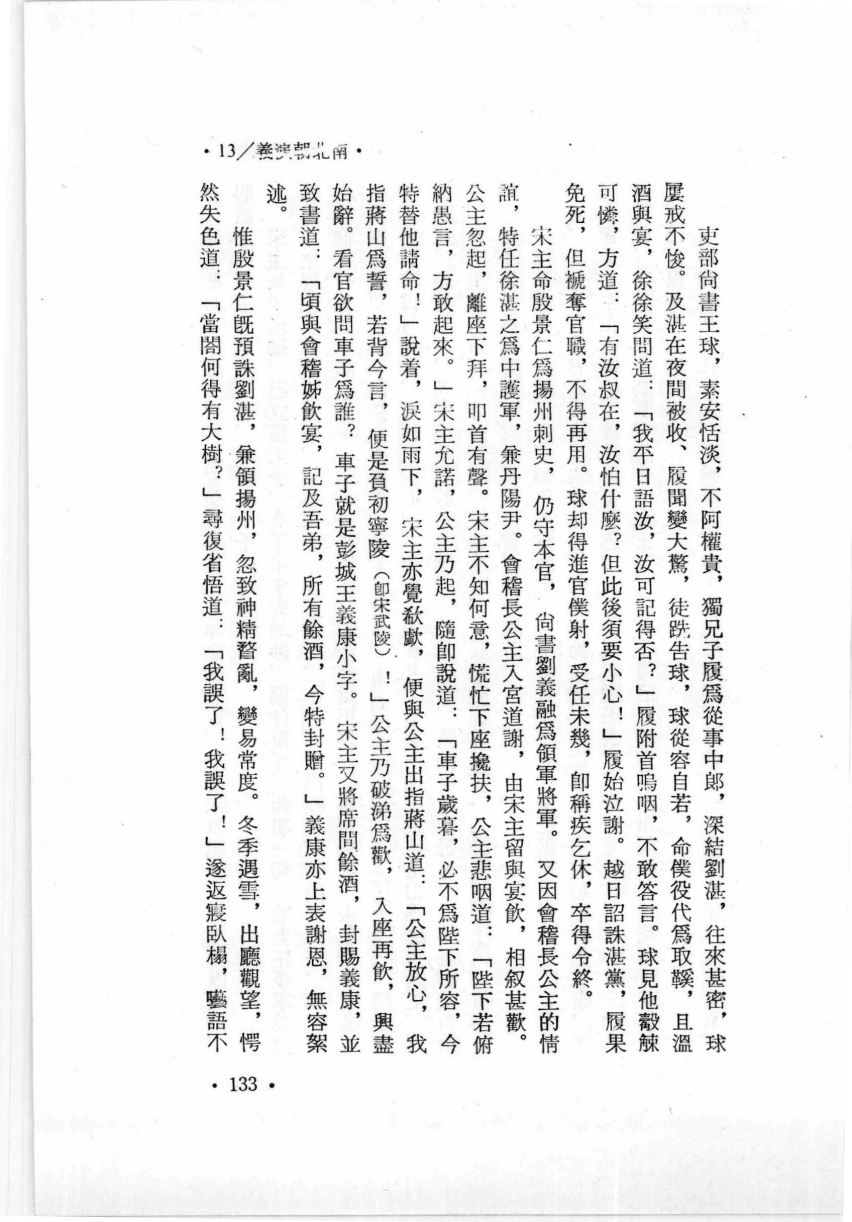 •13/義演朝北南•
吏部尙書王球，素安恬淡，不阿權貴，獨兄子履爲從事中郎，深結劉湛，往來甚密，球
屢戒不悛。及湛在夜間被收、履聞變大驚，徒跣告球，球從容自若，命僕役代爲取鞵，且溫
酒與宴，徐徐笑問道：「我平日語汝，汝可記得否？」履附首嗚咽，不敢答言。球見他觳觫
可憐，方道：「有汝叔在，汝怕什麽？但此後須要小心！」履始泣謝。越日詔誅湛黨，履果
免死，但褫奪官職，不得再用。球却得進官僕射，受任未幾，卽稱疾乞休，卒得令終。
宋主命殷景仁爲揚州刺史，仍守本官，尙書劉義融爲領軍將軍。又因會稽長公主的情
誼，特任徐湛之爲中護軍，兼丹陽尹。會稽長公主入宮道謝，由宋主留與宴飮，相叙甚歡。
公主忽起，離座下拜，叩首有聲。宋主不知何意，慌忙下座攙扶，公主悲咽道：「陛下若俯
納愚言，方敢起來。」宋主允諾，公主乃起，隨卽說道：「車子歲暮，必不爲陛下所容，今
特替他請命！」說着，淚如雨下，宋主亦覺欷歔，便與公主出指蔣山道：「公主放心，我
指蔣山爲誓，若背今言，便是負初寧陵（卽宋武陵）！」公主乃破涕爲歡，入座再飮，興盡
始辭。看官欲問車子爲誰？車子就是彭城王義康小字。宋主又將席間餘酒，封賜義康，並
致書道：「頃與會稽姊飮宴，記及吾弟，所有餘酒，今特封贈。」義康亦上表謝恩，無容絮
述。
惟殷景仁旣預誅劉湛，兼領揚州，忽致神精瞀亂，變易常度。冬季遇雪，出廳觀望，愕
然失色道：「當閤何得有大樹？」尋復省悟道：「我誤了！我誤了！」遂返寢臥榻，囈語不
•133•